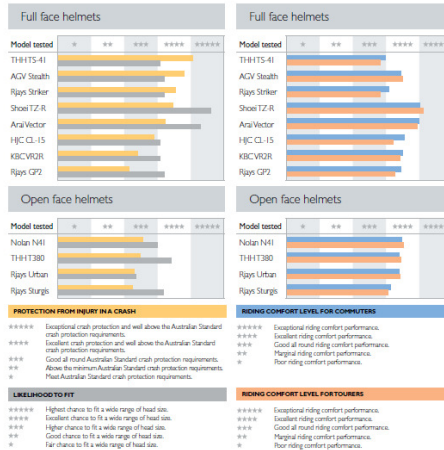 Full face helmets
Model tested ★ ★★ ★★★ ★★★★ ★★★★★
THH TS-41
AGV Stealth
Rjays Striker
Shoei TZ-R
Arai Vector
HJC CL-15
KBC VR2R
Rjays GP2
Open face helmets
Model tested ★ ★★ ★★★ ★★★★ ★★★★★
Nolan N41
THH T380
Rjays Urban
Rjays Sturgis
PROTECTION FROM INJURY IN A CRASH
★★★★★ Exceptional crash protection and well above the Australian Standard
crash protection requirements.
★★★★ Excellent crash protection and well above the Australian Standard
crash protection requirements.
★★★ Good all round Australian Standard crash protection requirements.
★★ Above the minimum Australian Standard crash protection requirements.
★ Meet Australian Standard crash protection requirements.
LIKELIHOOD TO FIT
★★★★★ Highest chance to fit a wide range of head size.
★★★★ Excellent chance to fit a wide range of head size.
★★★ Higher chance to fit a wide range of head size.
★★ Good chance to fit a wide range of head size.
★ Fair chance to fit a wide range of head size.
Full face helmets
Model tested ★ ★★ ★★★ ★★★★ ★★★★
THH TS-41
AGV Stealth
Rjays Striker
Shoei TZ-R
Arai Vector
HJC CL-15
KBC VR2R
Rjays GP2
Open face helmets
Model tested ★ ★★ ★★★ ★★★★ ★★★★
Nolan N41
THH T380
Rjays Urban
Rjays Sturgis
RIDING COMFORT LEVEL FOR COMMUTERS
★★★★★ Exceptional riding comfort performance.
★★★★ Excellent riding comfort performance.
★★★ Good all round riding comfort performance.
★★ Marginal riding comfort performance.
★ Poor riding comfort performance.
RIDING COMFORT LEVEL FOR TOURERS
★★★★★ Exceptional riding comfort performance.
★★★★ Excellent riding comfort performance.
★★★ Good all round riding comfort performance.
★★ Marginal riding comfort performance.
★ Poor riding comfort performance.